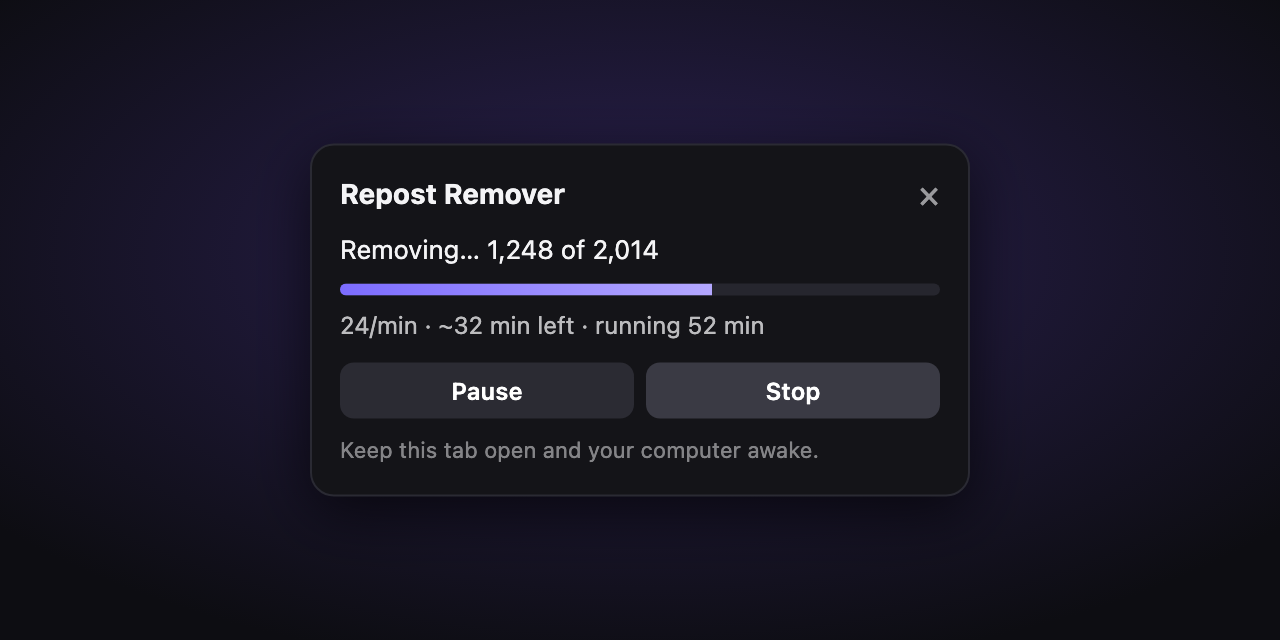 Repost Remover
×
Removing… 1,248 of 2,014
24/min · ~32 min left · running 52 min
Pause
Stop
Keep this tab open and your computer awake.